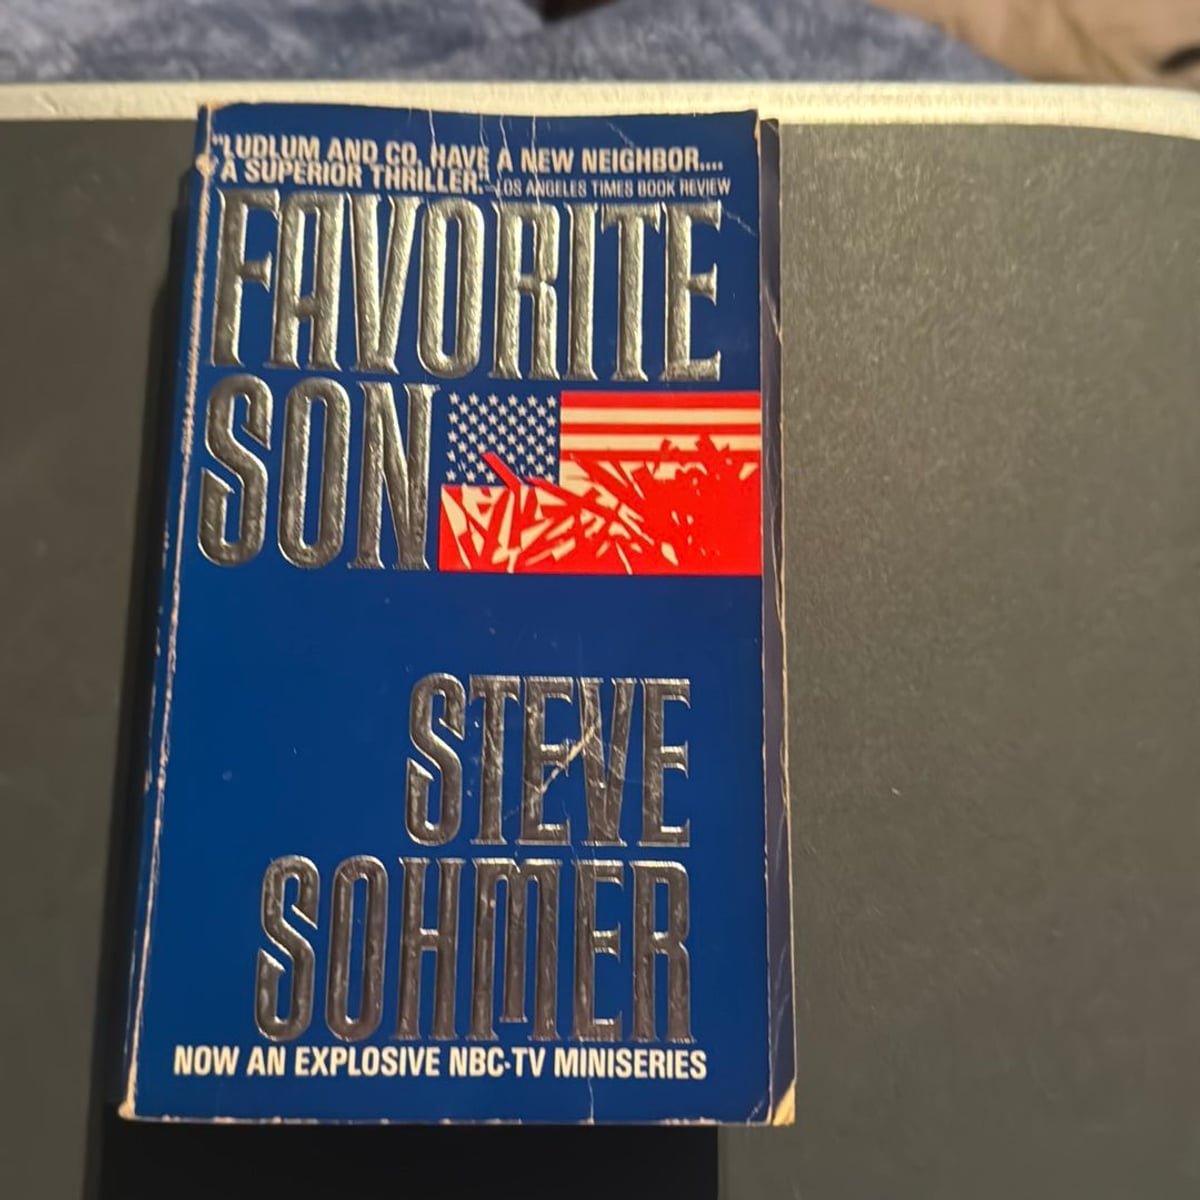 "LUDLUM AND CO. HAVE A NEW NEIGHBOR....
A SUPERIOR THRILLER."—LOS ANGELES TIMES BOOK REVIEW
FAVORITE
SON
STEVE
SOHMER
NOW AN EXPLOSIVE NBC-TV MINISERIES